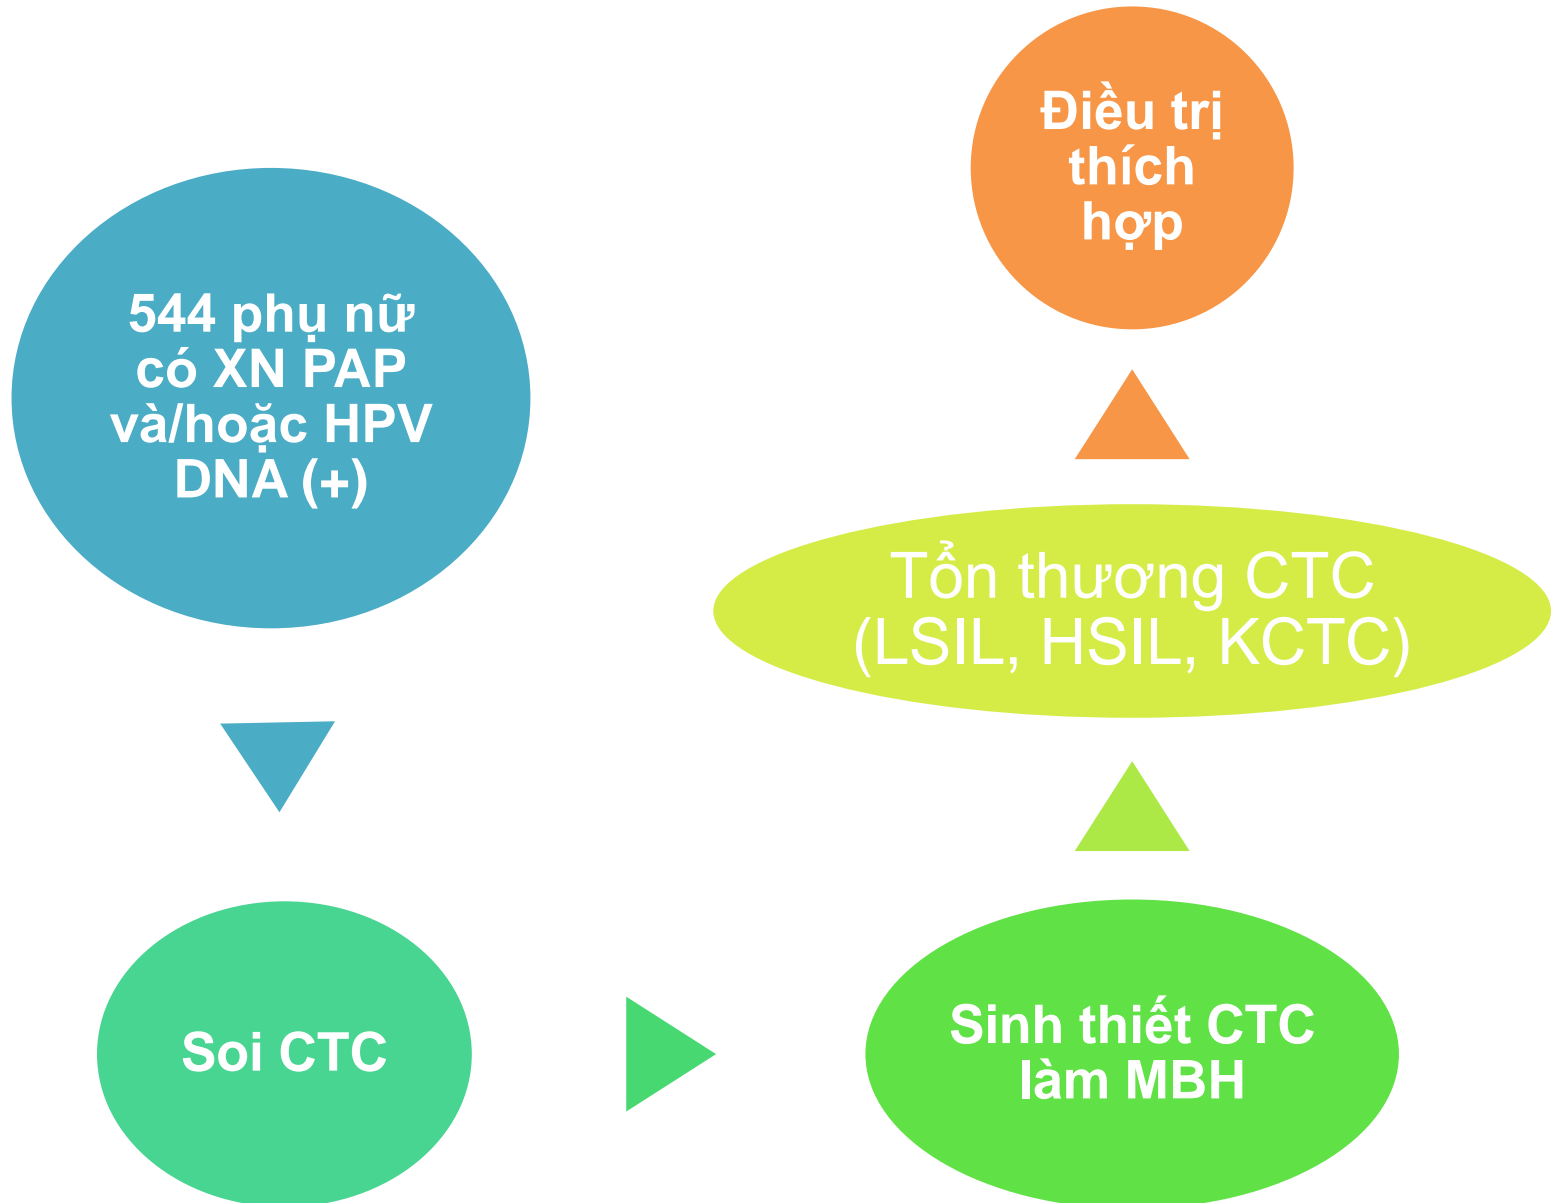 544 phụ nữ
có XN PAP
và/hoặc HPV
DNA (+)
Soi CTC
Sinh thiết CTC
làm MBH
Tổn thương CTC
(LSIL, HSIL, KCTC)
Điều trị
thích
hợp